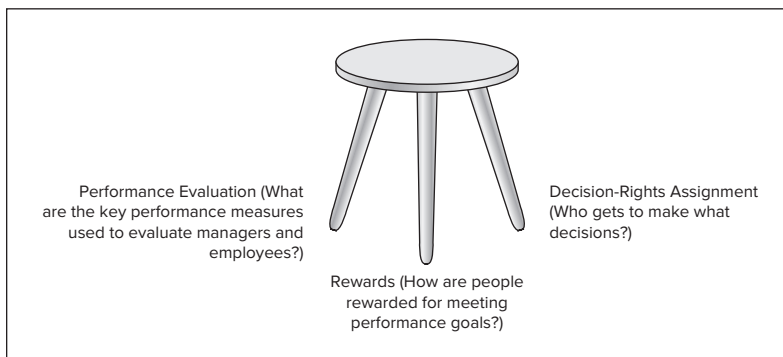 Performance Evaluation (What
are the key performance measures
used to evaluate managers and
employees?)
Rewards (How are people
rewarded for meeting
performance goals?)
Decision-Rights Assignment
(Who gets to make what
decisions?)